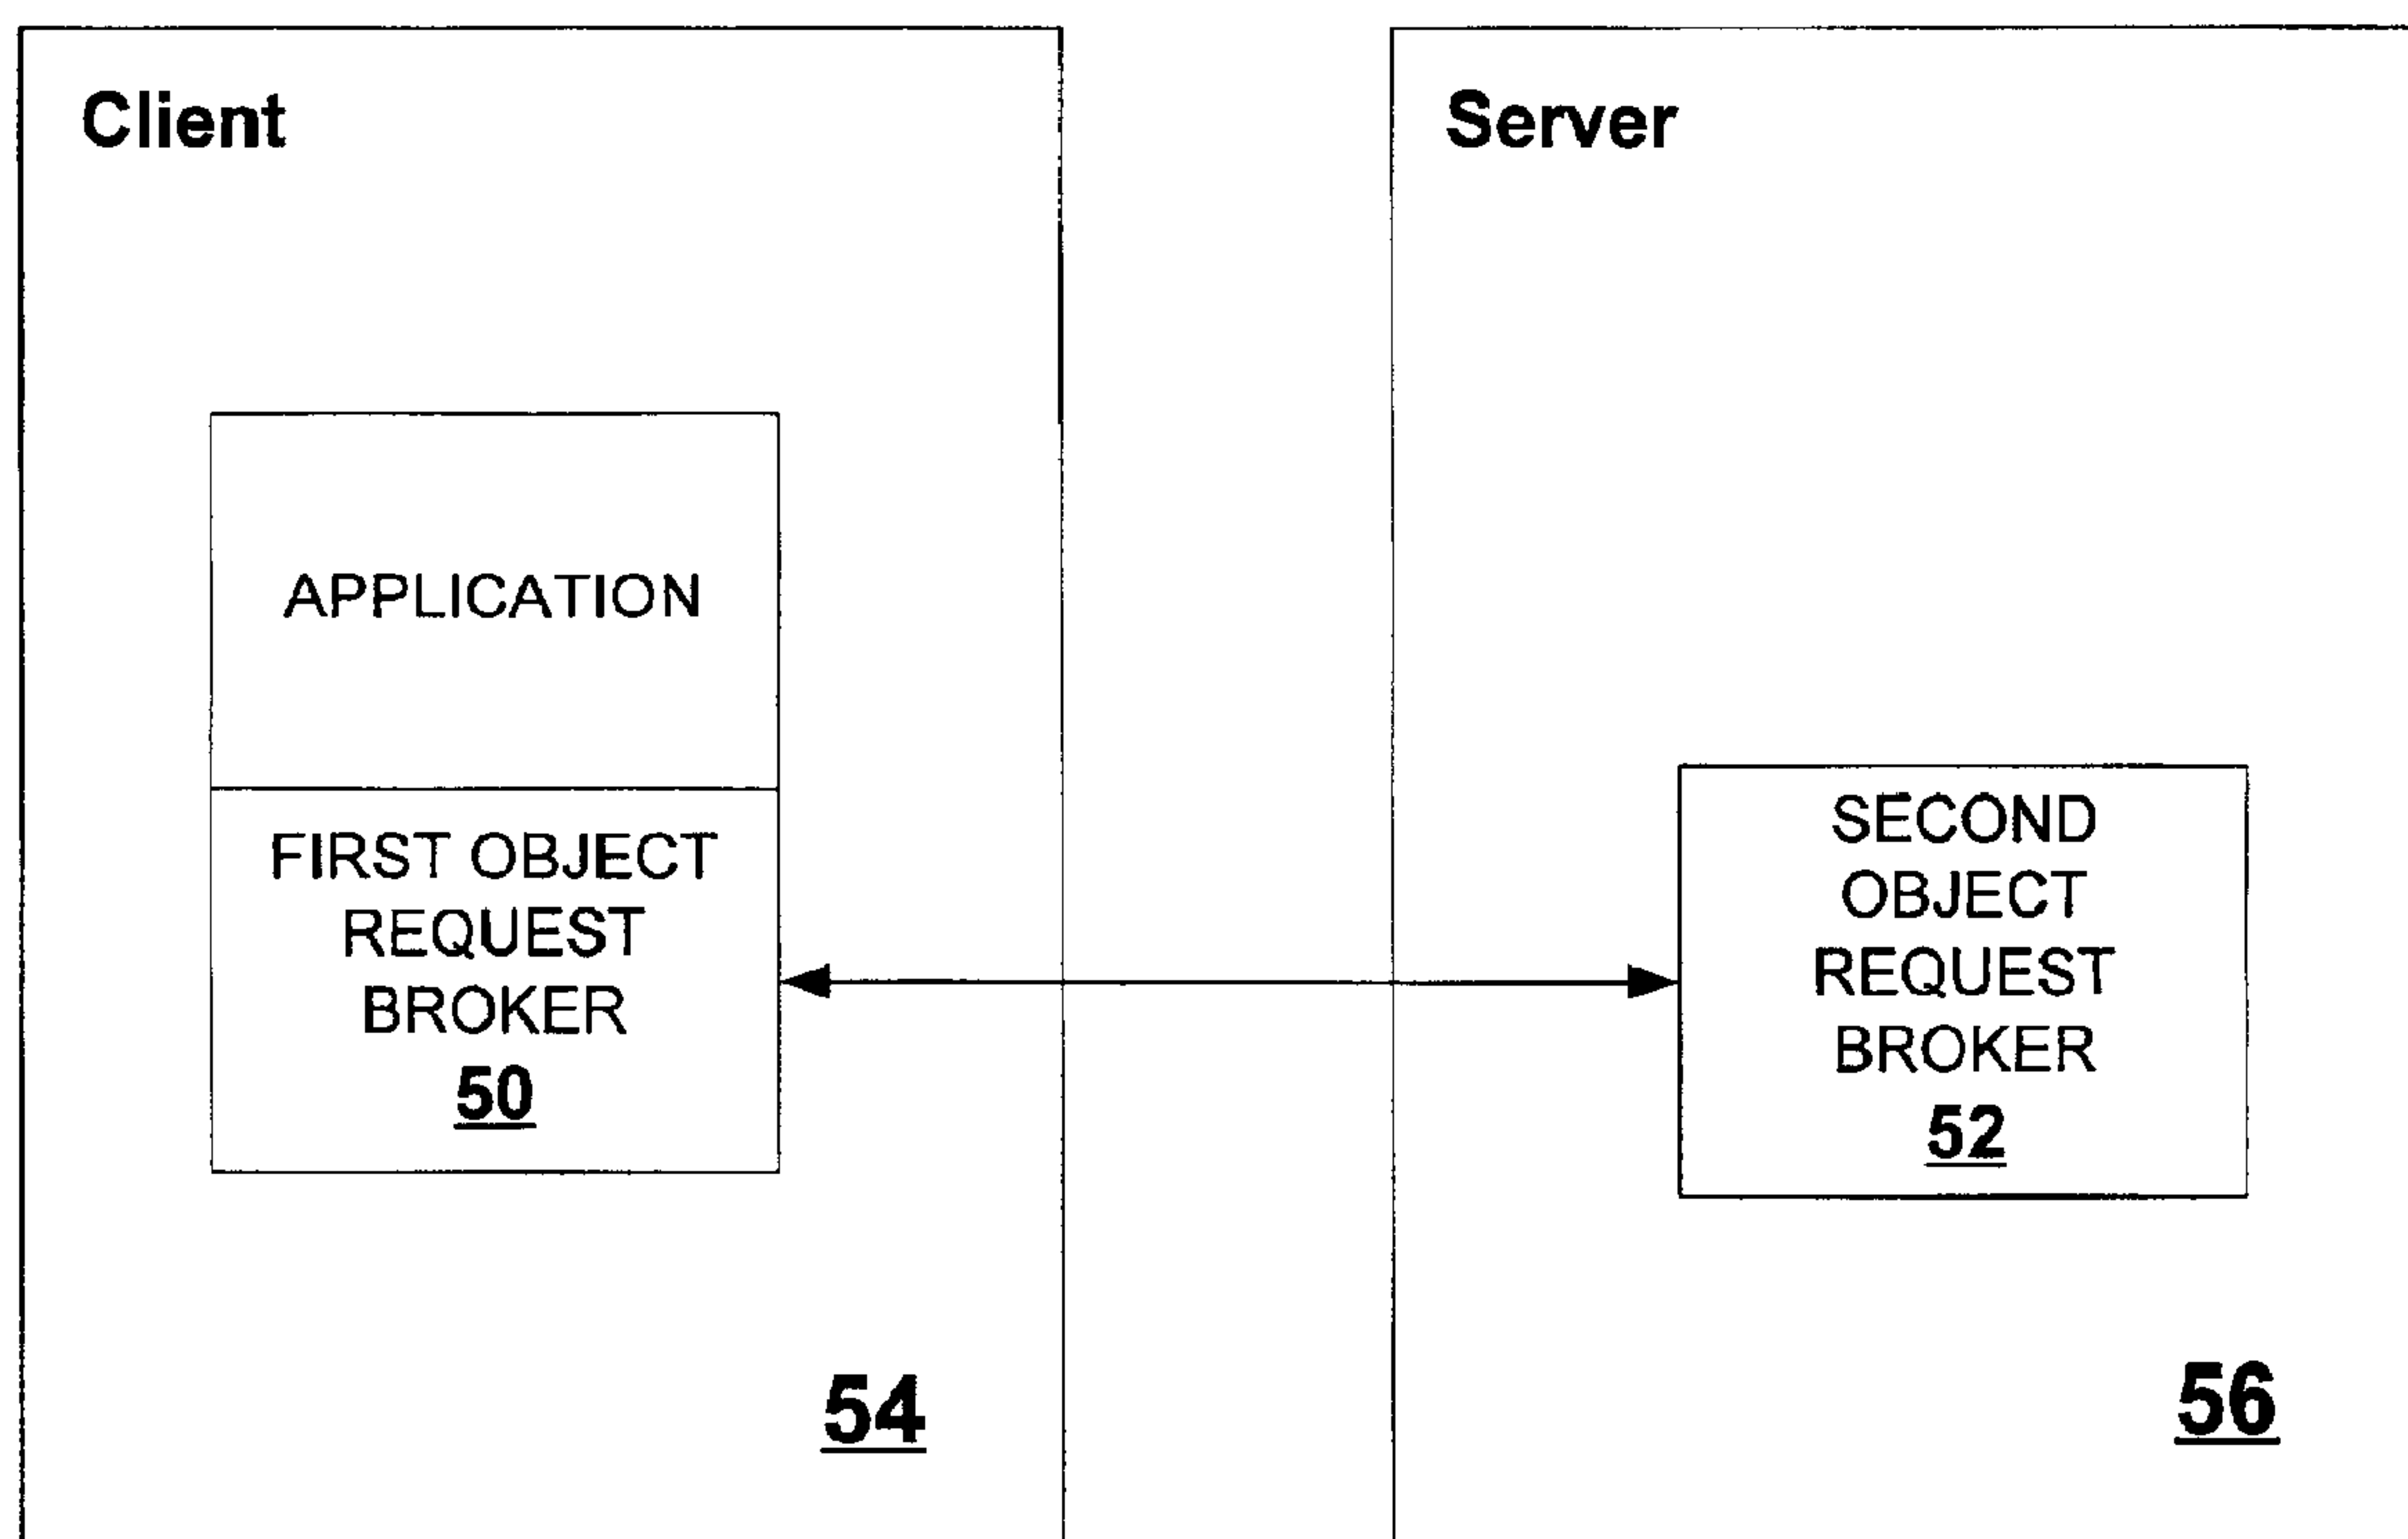 Client
APPLICATION
FIRST OBJECT
REQUEST
BROKER
50
54
Server
SECOND
OBJECT
REQUEST
BROKER
52
56